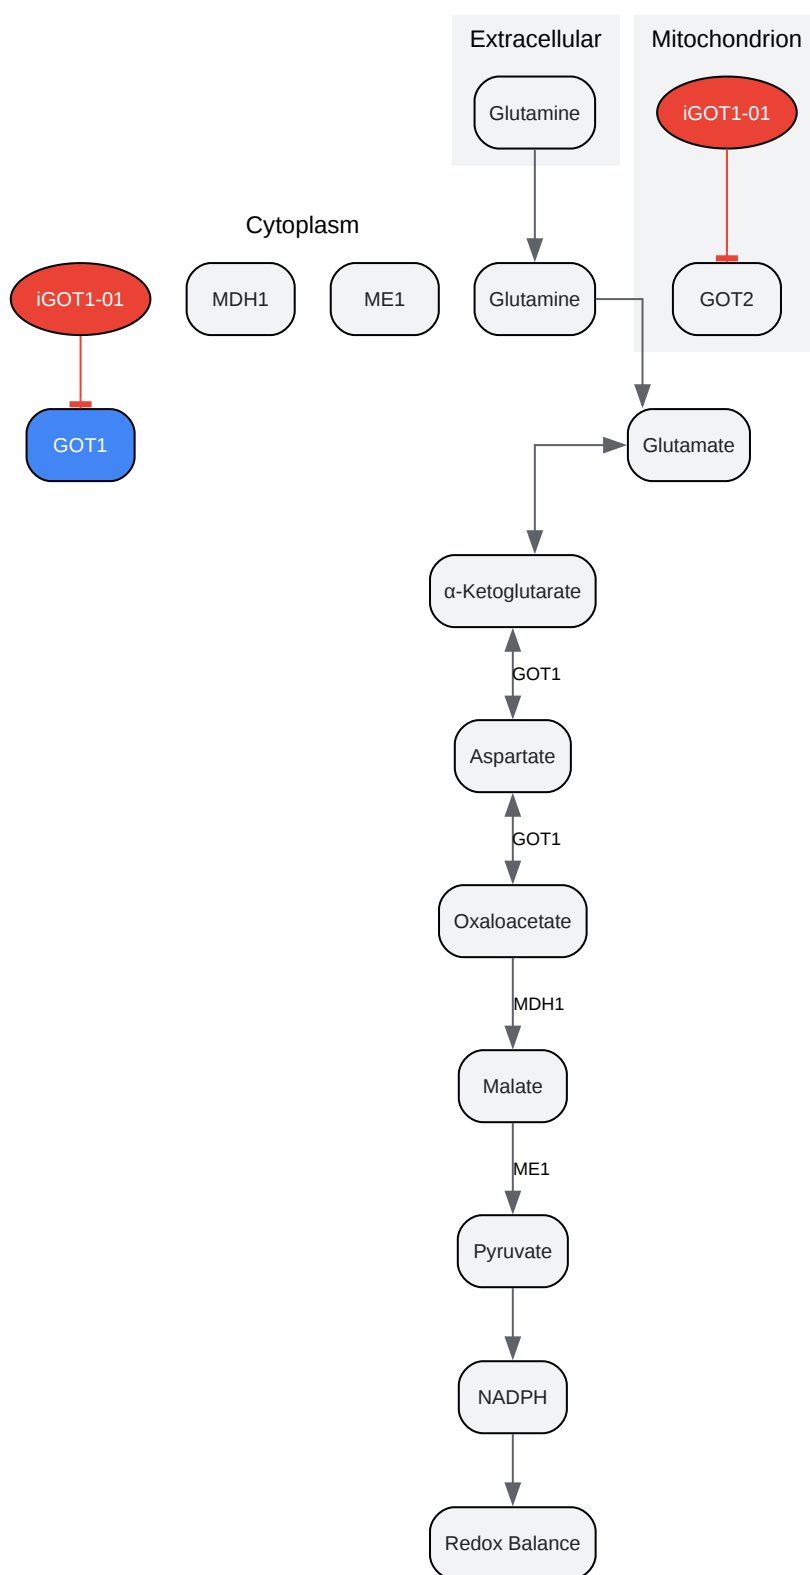 Extracellular
Mitochondrion
Glutamine
iGOT1-01
Cytoplasm
iGOT1-01
MDH1
ME1
Glutamine
GOT2
GOT1
Glutamate
α-Ketoglutarate
GOT1
Aspartate
GOT1
Oxaloacetate
MDH1
Malate
ME1
Pyruvate
NADPH
Redox Balance